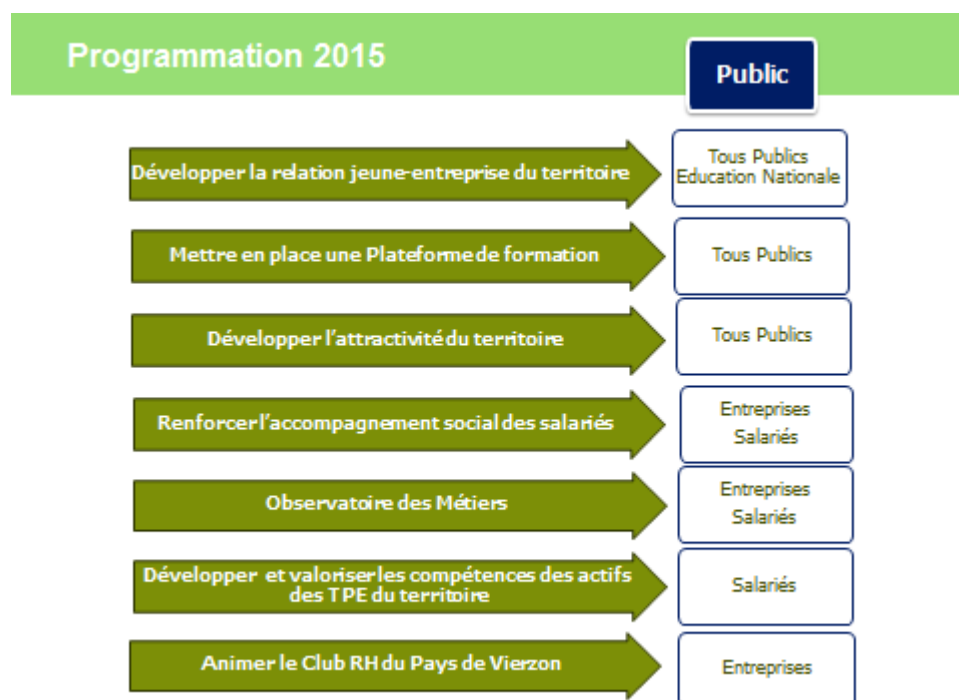 Programmation 2015
Public
Développer la relation jeune-entreprise du territoire
Tous Publics
Education Nationale
Mettre en place une Plateforme de formation
Tous Publics
Développer l'attractivité du territoire
Tous Publics
Renforcer l'accompagnement social des salariés
Entreprises
Salariés
Observatoire des Métiers
Entreprises
Salariés
Développer et valoriser les compétences des actifs
des TPE du territoire
Salariés
Animer le Club RH du Pays de Vierzon
Entreprises